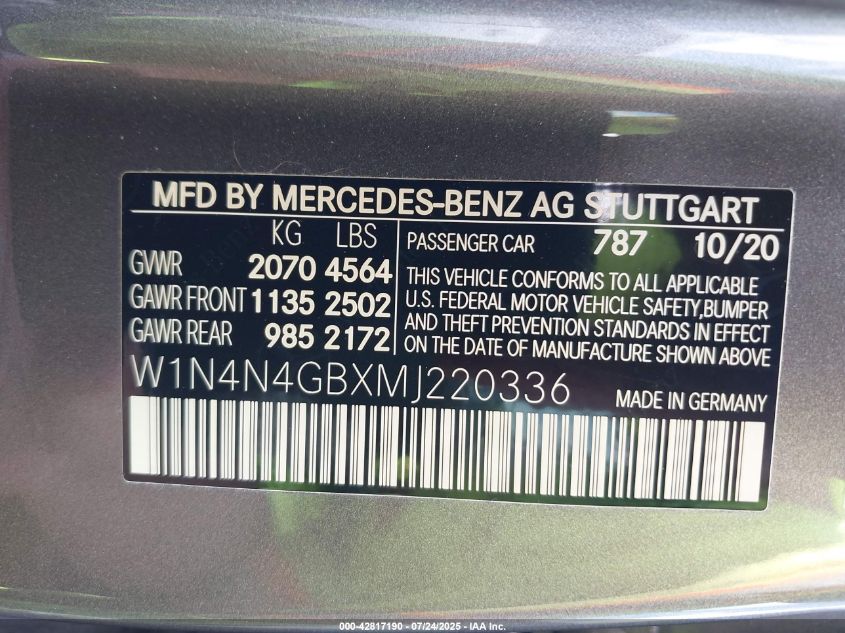 MFD BY MERCEDES-BENZ AG STUTTGART
KG LBS
GVWR 2070 4564
GAWR FRONT 1135 2502
GAWR REAR 985 2172
PASSENGER CAR 787 10/20
THIS VEHICLE CONFORMS TO ALL APPLICABLE
U.S. FEDERAL MOTOR VEHICLE SAFETY,BUMPER
AND THEFT PREVENTION STANDARDS IN EFFECT
ON THE DATE OF MANUFACTURE SHOWN ABOVE
W1N4N4GBXMJ220336
MADE IN GERMANY
000-42817190 - 07/24/2025 - IAA Inc.